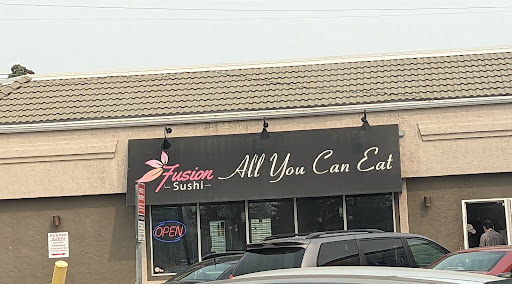 Fusion
Sushi
All You Can Eat
OPEN